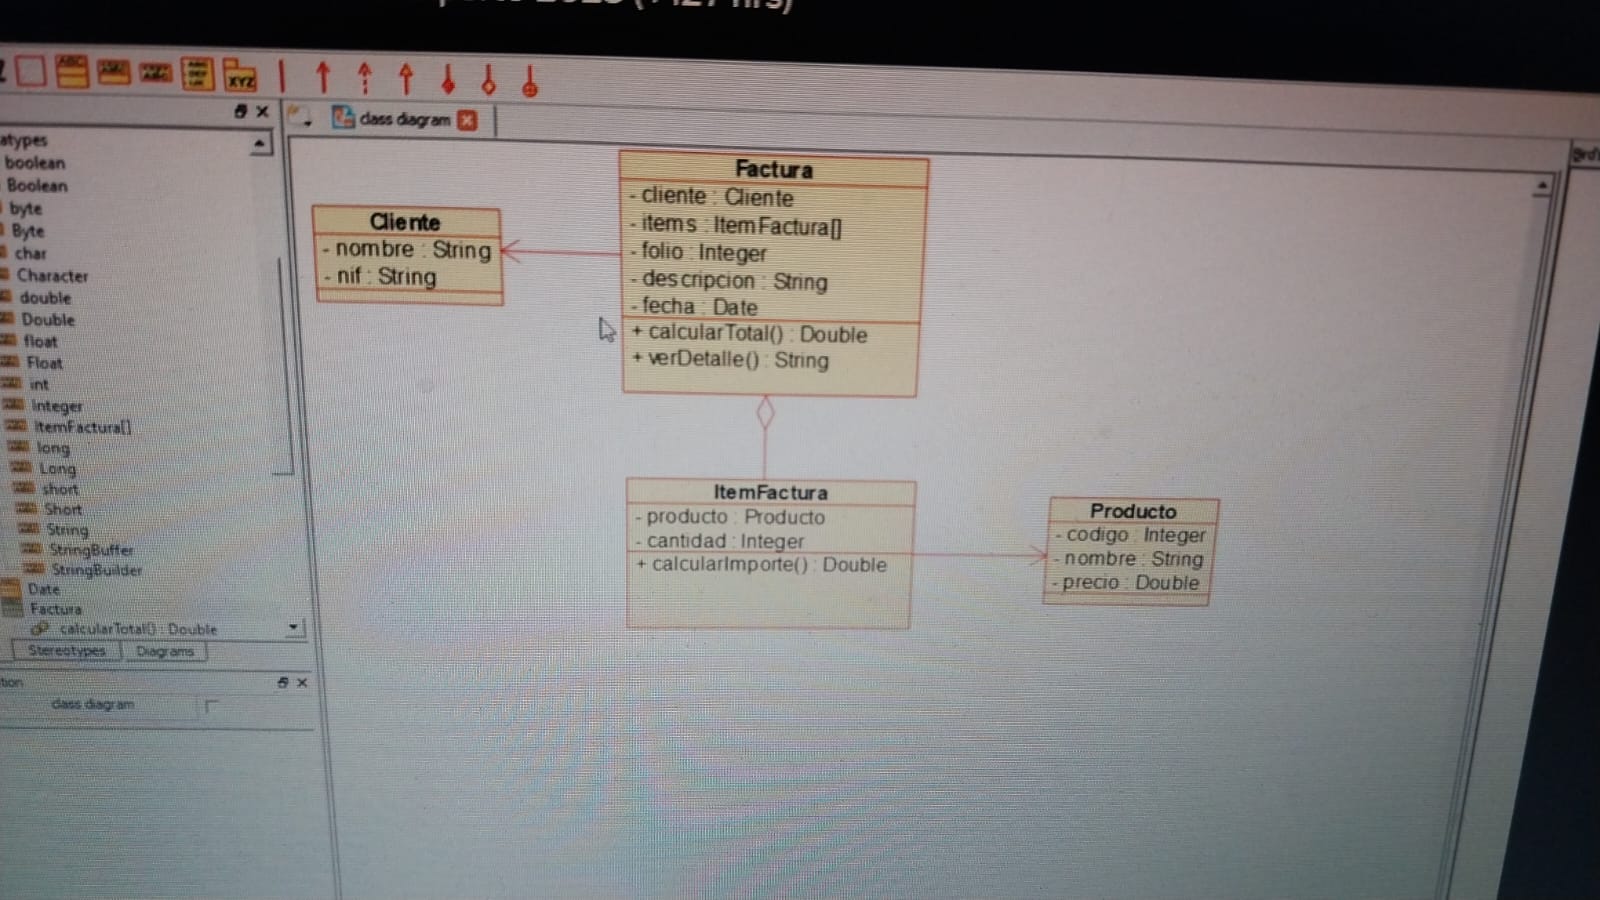 ABC
XYZ
class diagram
atypes
boolean
Boolean
byte
Byte
char
Character
double
Double
float
Float
int
Integer
ItemFactura[]
long
Long
short
Short
String
StringBuffer
StringBuilder
Date
Factura
calcularTotal() : Double
Stereotypes
Diagrams
tion
class diagram
Cliente
- nombre : String
- nif : String
Factura
- cliente : Cliente
- items : ItemFactura[]
- folio : Integer
- descripcion : String
- fecha : Date
+ calcularTotal() : Double
+ verDetalle() : String
ItemFactura
- producto : Producto
- cantidad : Integer
+ calcularImporte() : Double
Producto
- codigo : Integer
- nombre : String
- precio : Double